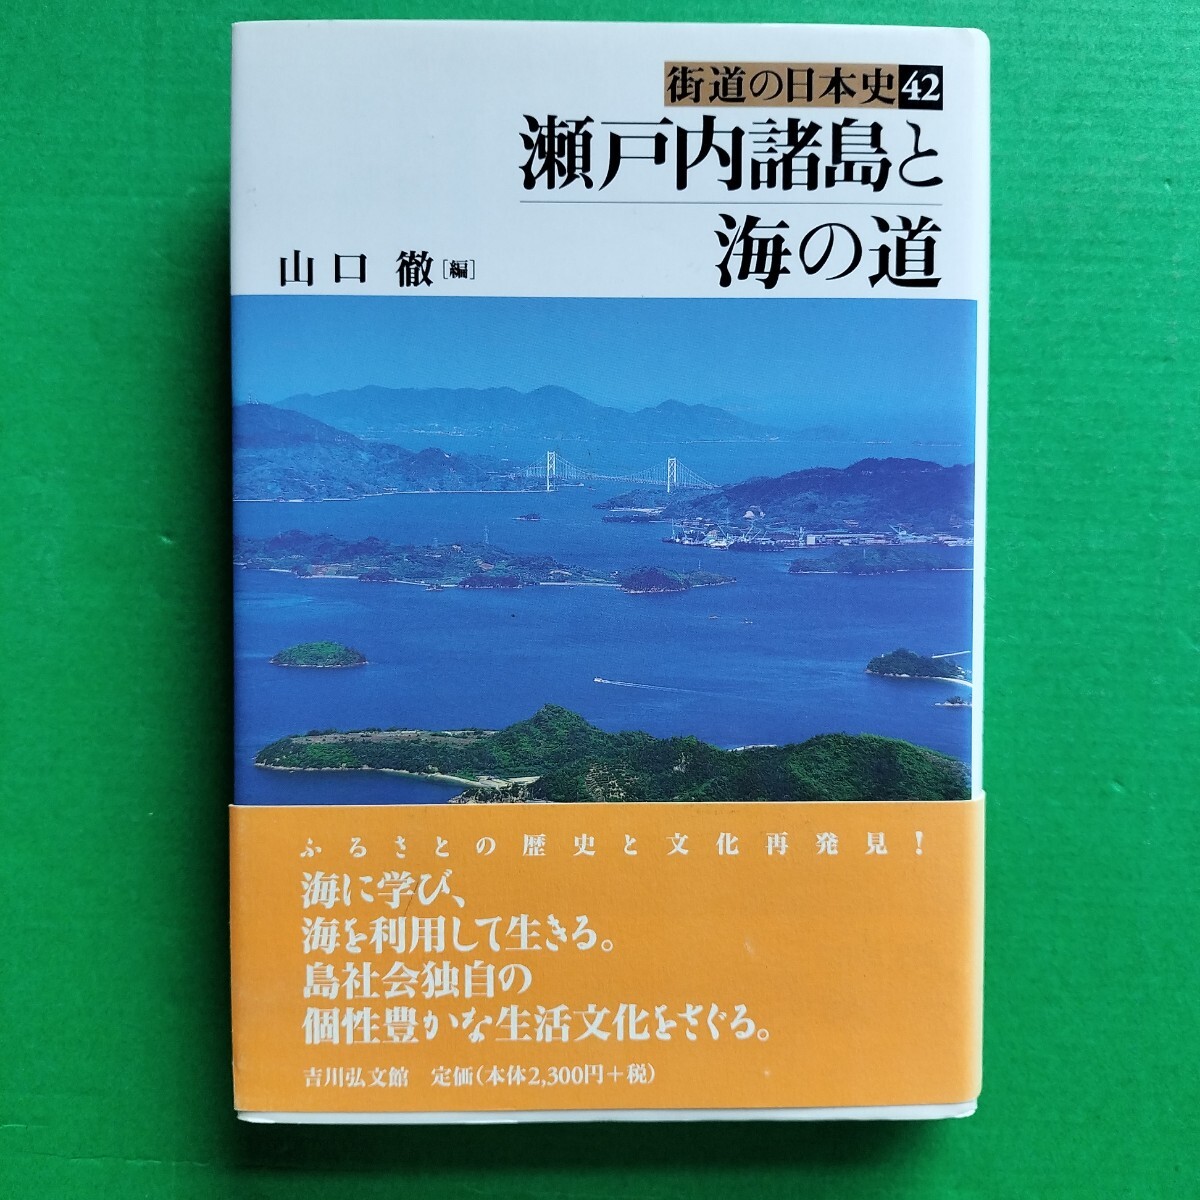 街道の日本史42
瀬戸内諸島と
海の道
山口 徹[編]
ふるさとの歴史と文化再発見!
海に学び、
海を利用して生きる。
島社会独自の
個性豊かな生活文化をさぐる。
吉川弘文館 定価(本体2,300円+税)